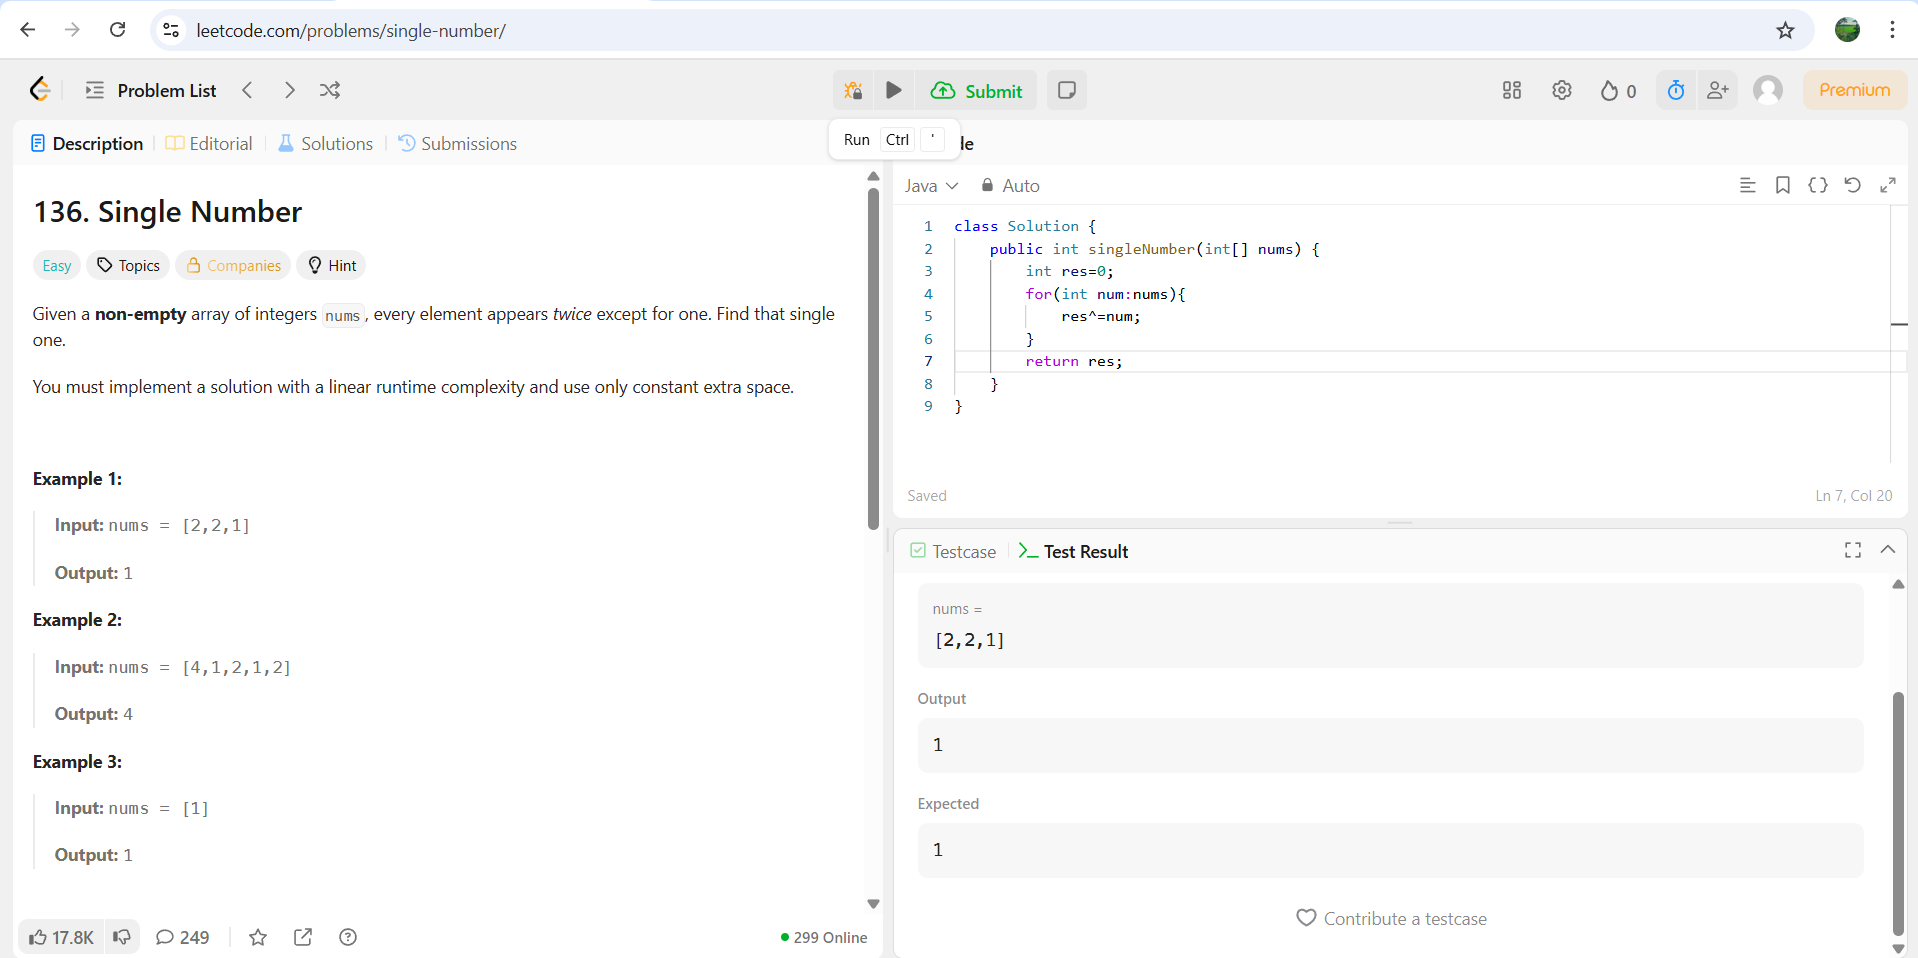 leetcode.com/problems/single-number/
Problem List
Submit
0
Premium
Description
Editorial
Solutions
Submissions
Run Ctrl '
de
136. Single Number
Easy
Topics
Companies
Hint
Given a non-empty array of integers nums, every element appears twice except for one. Find that single
one.
You must implement a solution with a linear runtime complexity and use only constant extra space.
Example 1:
Input: nums = [2,2,1]
Output: 1
Example 2:
Input: nums = [4,1,2,1,2]
Output: 4
Example 3:
Input: nums = [1]
Output: 1
17.8K
249
299 Online
Java
Auto
1 class Solution {
2 public int singleNumber(int[] nums) {
3 int res=0;
4 for(int num:nums){
5 res^=num;
6 }
7 return res;
8 }
9 }
Saved
Ln 7, Col 20
Testcase
Test Result
nums =
[2,2,1]
Output
1
Expected
1
Contribute a testcase